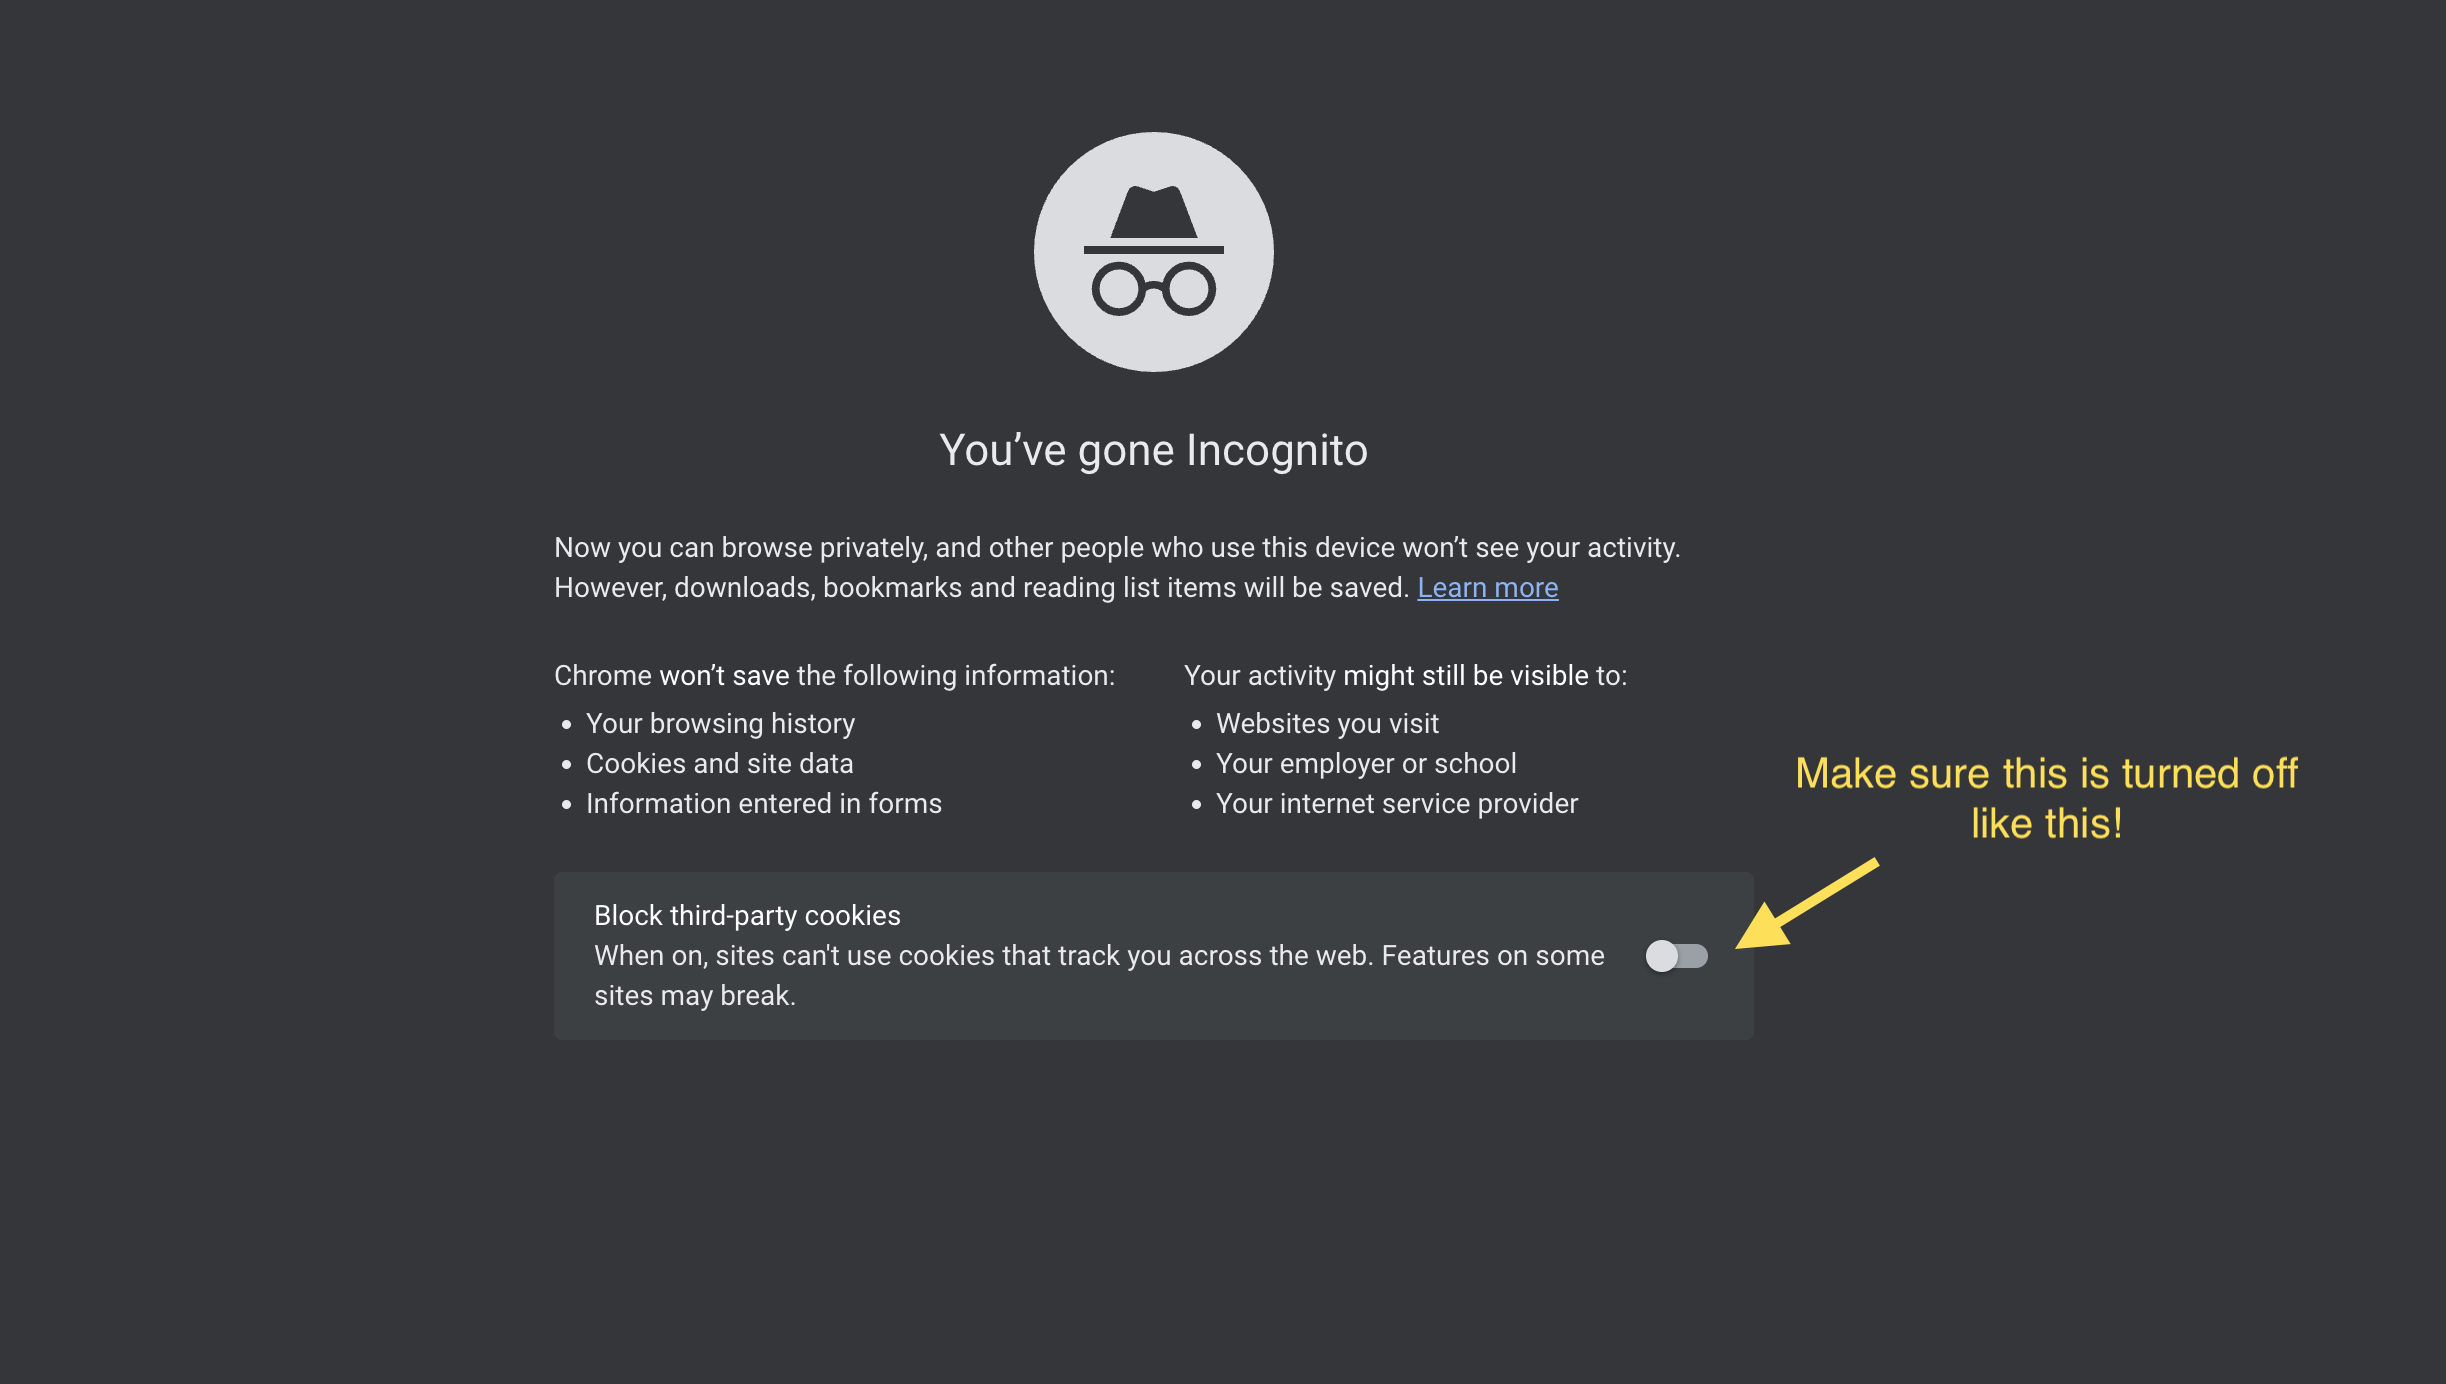 You’ve gone Incognito
Now you can browse privately, and other people who use this device won’t see your activity.
However, downloads, bookmarks and reading list items will be saved. Learn more
Chrome won’t save the following information:
• Your browsing history
• Cookies and site data
• Information entered in forms
Your activity might still be visible to:
• Websites you visit
• Your employer or school
• Your internet service provider
Make sure this is turned off
like this!
Block third-party cookies
When on, sites can't use cookies that track you across the web. Features on some
sites may break.